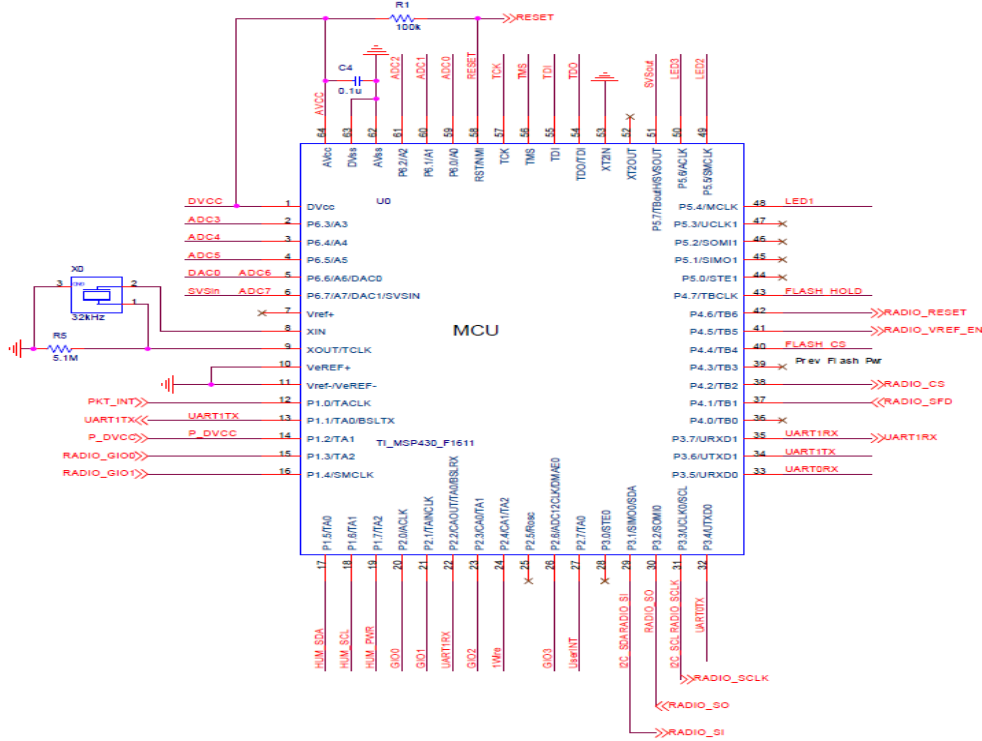 R1
100k
RESET
C4
0.1u
AVCC
ADC2
ADC1
ADC0
RESET
TCK
TMS
TDI
TDO
SVSout
LED3
LED2
64
63
62
61
60
59
58
57
56
55
54
53
52
51
50
49
AVcc
DVss
AVss
P6.2/A2
P6.1/A1
P6.0/A0
RST/NMI
TCK
TMS
TDI
TDO/TDI
XT2IN
XT2OUT
P5.7/TBoutH/SVSOUT
P5.6/ACLK
P5.5/SMCLK
U0
DVCC 1 DVcc
ADC3 2 P6.3/A3
ADC4 3 P6.4/A4
ADC5 4 P6.5/A5
DAC0 ADC6 5 P6.6/A6/DAC0
SVSin ADC7 6 P6.7/A7/DAC1/SVSIN
7 Vref+
8 XIN
9 XOUT/TCLK
10 VeREF+
11 Vref-/VeREF-
PKT_INT 12 P1.0/TACLK
UART1TX UART1TX 13 P1.1/TA0/BSLTX
P_DVCC P_DVCC 14 P1.2/TA1
RADIO_GIO0 15 P1.3/TA2
RADIO_GIO1 16 P1.4/SMCLK
X0
3
GND
2
1
32kHz
R5
5.1M
MCU
TI_MSP430_F1611
P5.4/MCLK 48 LED1
P5.3/UCLK1 47
P5.2/SOMI1 46
P5.1/SIMO1 45
P5.0/STE1 44
P4.7/TBCLK 43 FLASH_HOLD
P4.6/TB6 42 RADIO_RESET
P4.5/TB5 41 RADIO_VREF_EN
P4.4/TB4 40 FLASH_CS
P4.3/TB3 39 Prev Flash Pwr
P4.2/TB2 38 RADIO_CS
P4.1/TB1 37 RADIO_SFD
P4.0/TB0 36
P3.7/URXD1 35 UART1RX UART1RX
P3.6/UTXD1 34 UART1TX
P3.5/URXD0 33 UART0RX
P1.5/TA0
P1.6/TA1
P1.7/TA2
P2.0/ACLK
P2.1/TAINCLK
P2.2/CAOUT/TA0/BSLRX
P2.3/CA0/TA1
P2.4/CA1/TA2
P2.5/Rosc
P2.6/ADC12CLK/DMAE0
P2.7/TA0
P3.0/STE0
P3.1/SIMO0/SDA
P3.2/SOMI0
P3.3/UCLK0/SCL
P3.4/UTXD0
17
18
19
20
21
22
23
24
25
26
27
28
29
30
31
32
HUM_SDA
HUM_SCL
HUM_PWR
GIO0
GIO1
UART1RX
GIO2
1Wire
GIO3
UserINT
I2C_SDA RADIO_SI
RADIO_SO
I2C_SCL RADIO_SCLK
UART0TX
RADIO_SCLK
RADIO_SO
RADIO_SI